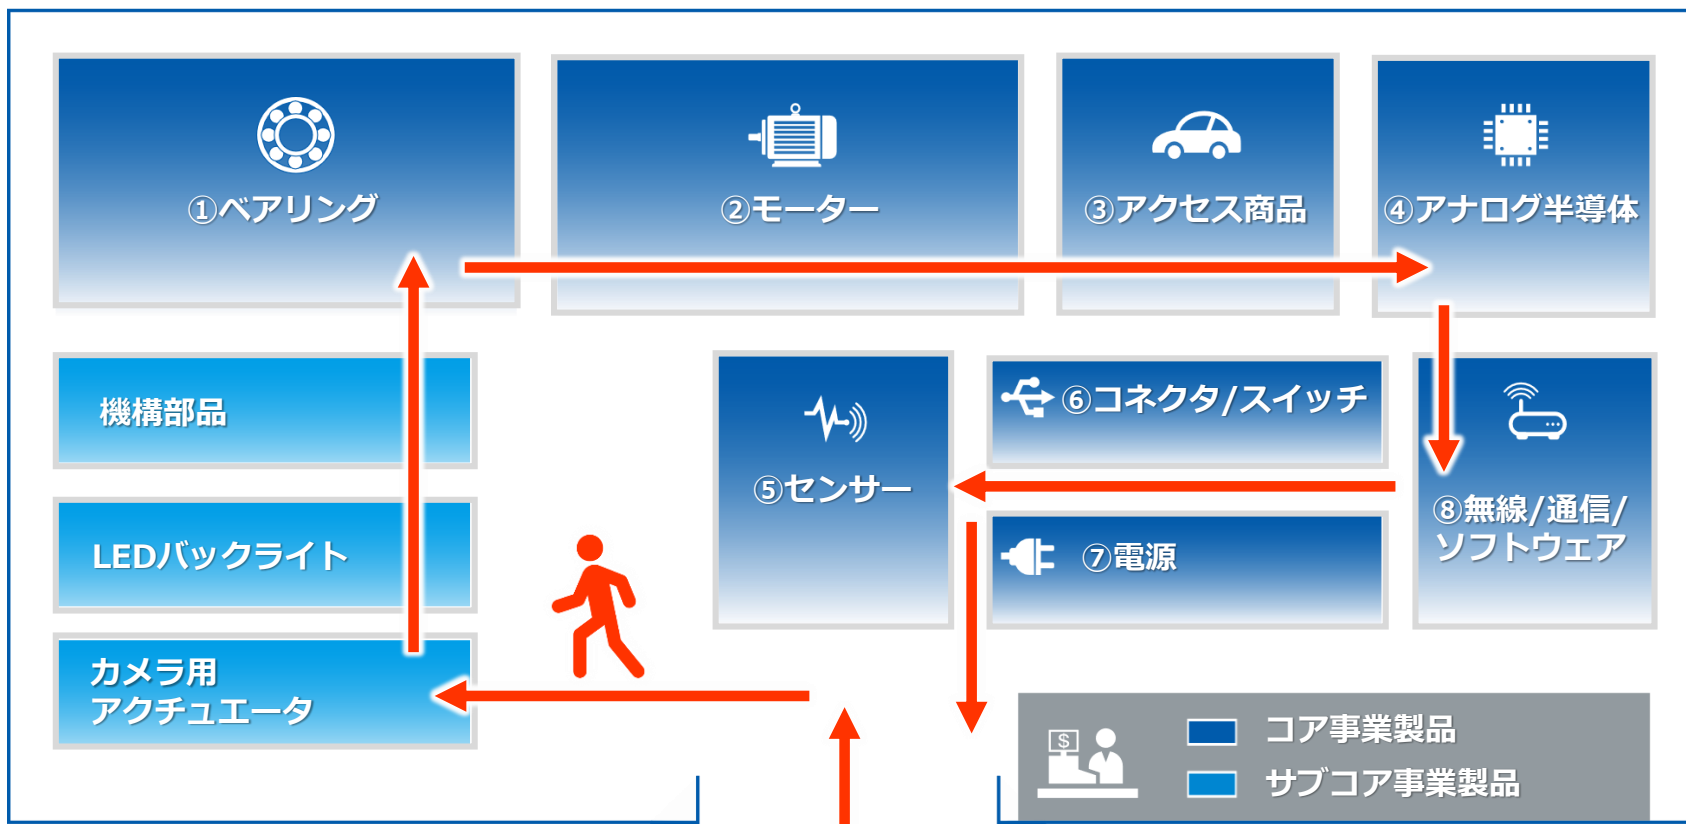 ①ベアリング
②モーター
③アクセス商品
④アナログ半導体
機構部品
LEDバックライト
カメラ用
アクチュエータ
⑤センサー
⑥コネクタ/スイッチ
⑦電源
⑧無線/通信/
ソフトウェア
$
コア事業製品
サブコア事業製品